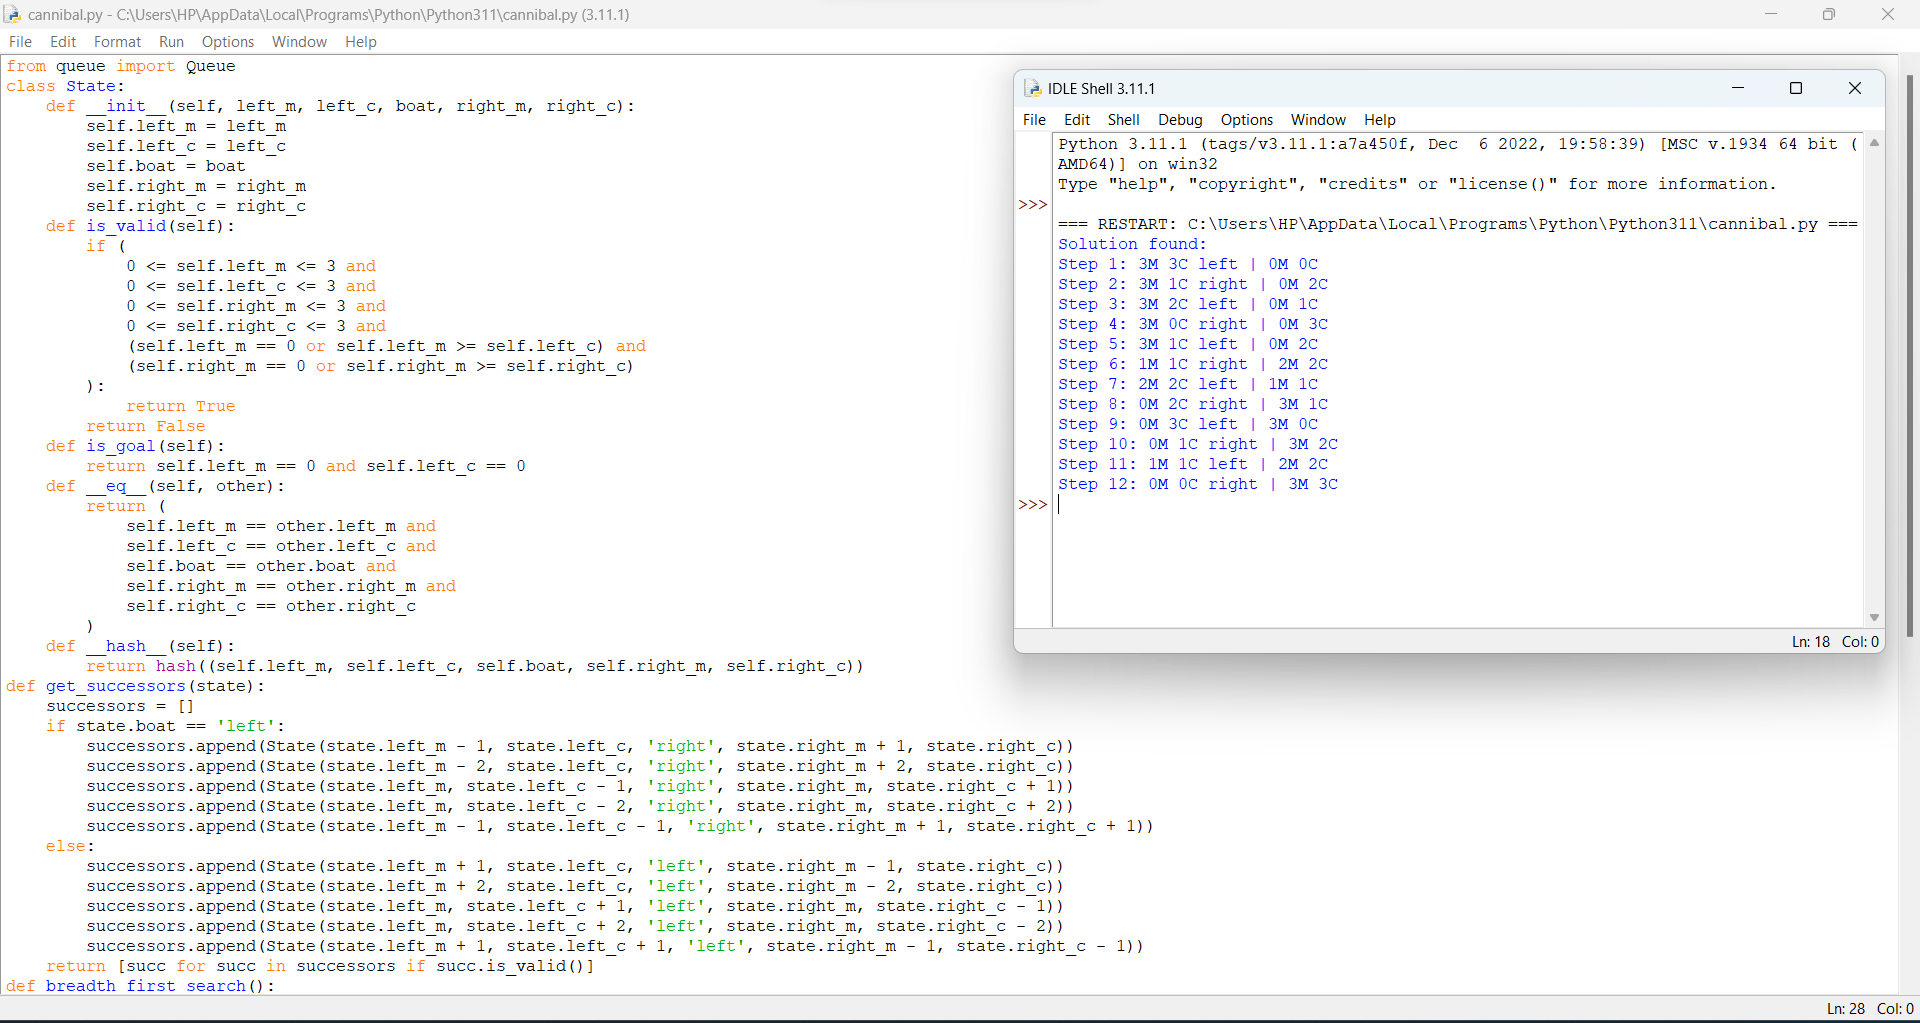 cannibal.py - C:\Users\HP\AppData\Local\Programs\Python\Python311\cannibal.py (3.11.1)
File Edit Format Run Options Window Help
from queue import Queue
class State:
    def __init__(self, left_m, left_c, boat, right_m, right_c):
        self.left_m = left_m
        self.left_c = left_c
        self.boat = boat
        self.right_m = right_m
        self.right_c = right_c
    def is_valid(self):
        if (
            0 <= self.left_m <= 3 and
            0 <= self.left_c <= 3 and
            0 <= self.right_m <= 3 and
            0 <= self.right_c <= 3 and
            (self.left_m == 0 or self.left_m >= self.left_c) and
            (self.right_m == 0 or self.right_m >= self.right_c)
        ):
            return True
        return False
    def is_goal(self):
        return self.left_m == 0 and self.left_c == 0
    def __eq__(self, other):
        return (
            self.left_m == other.left_m and
            self.left_c == other.left_c and
            self.boat == other.boat and
            self.right_m == other.right_m and
            self.right_c == other.right_c
        )
    def __hash__(self):
        return hash((self.left_m, self.left_c, self.boat, self.right_m, self.right_c))
def get_successors(state):
    successors = []
    if state.boat == 'left':
        successors.append(State(state.left_m - 1, state.left_c, 'right', state.right_m + 1, state.right_c))
        successors.append(State(state.left_m - 2, state.left_c, 'right', state.right_m + 2, state.right_c))
        successors.append(State(state.left_m, state.left_c - 1, 'right', state.right_m, state.right_c + 1))
        successors.append(State(state.left_m, state.left_c - 2, 'right', state.right_m, state.right_c + 2))
        successors.append(State(state.left_m - 1, state.left_c - 1, 'right', state.right_m + 1, state.right_c + 1))
    else:
        successors.append(State(state.left_m + 1, state.left_c, 'left', state.right_m - 1, state.right_c))
        successors.append(State(state.left_m + 2, state.left_c, 'left', state.right_m - 2, state.right_c))
        successors.append(State(state.left_m, state.left_c + 1, 'left', state.right_m, state.right_c - 1))
        successors.append(State(state.left_m, state.left_c + 2, 'left', state.right_m, state.right_c - 2))
        successors.append(State(state.left_m + 1, state.left_c + 1, 'left', state.right_m - 1, state.right_c - 1))
    return [succ for succ in successors if succ.is_valid()]
def breadth_first_search():
Ln: 28 Col: 0
IDLE Shell 3.11.1
File Edit Shell Debug Options Window Help
Python 3.11.1 (tags/v3.11.1:a7a450f, Dec  6 2022, 19:58:39) [MSC v.1934 64 bit (
AMD64)] on win32
Type "help", "copyright", "credits" or "license()" for more information.
>>>
=== RESTART: C:\Users\HP\AppData\Local\Programs\Python\Python311\cannibal.py ===
Solution found:
Step 1: 3M 3C left | 0M 0C
Step 2: 3M 1C right | 0M 2C
Step 3: 3M 2C left | 0M 1C
Step 4: 3M 0C right | 0M 3C
Step 5: 3M 1C left | 0M 2C
Step 6: 1M 1C right | 2M 2C
Step 7: 2M 2C left | 1M 1C
Step 8: 0M 2C right | 3M 1C
Step 9: 0M 3C left | 3M 0C
Step 10: 0M 1C right | 3M 2C
Step 11: 1M 1C left | 2M 2C
Step 12: 0M 0C right | 3M 3C
>>>
Ln: 18 Col: 0